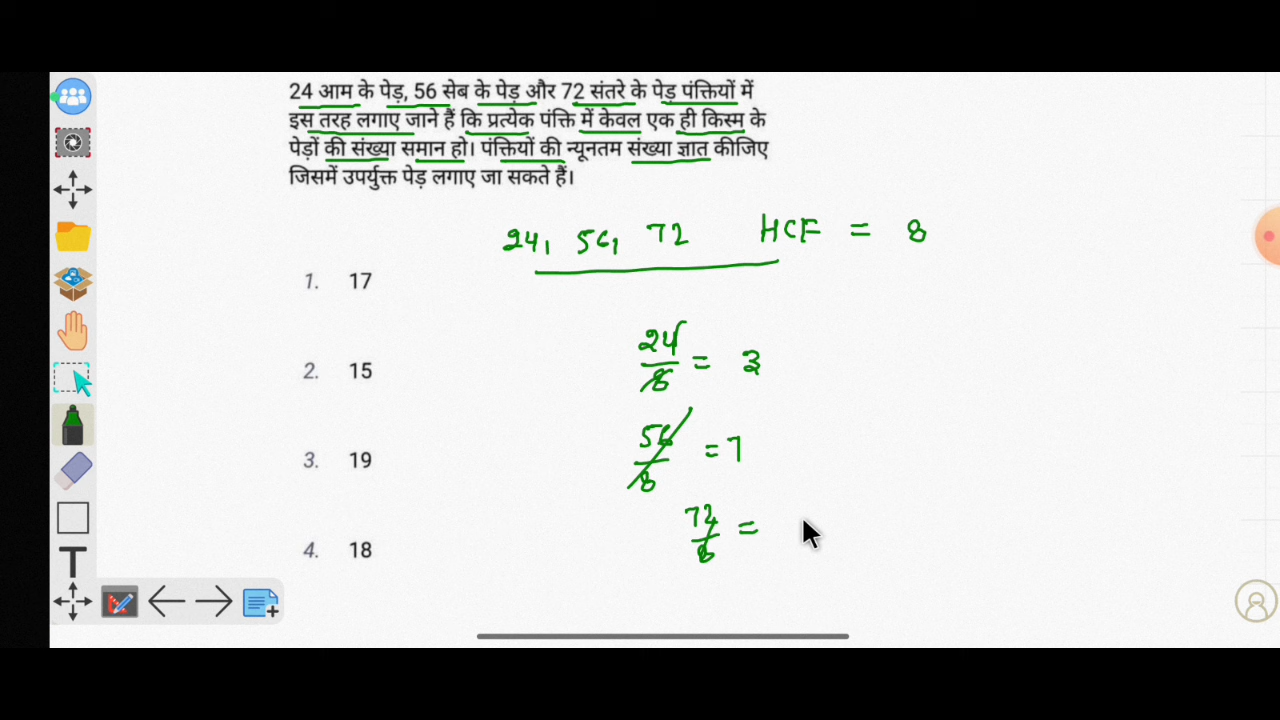 24 आम के पेड़, 56 सेब के पेड़ और 72 संतरे के पेड़ पंक्तियों में
इस तरह लगाए जाने हैं कि प्रत्येक पंक्ति में केवल एक ही किस्म के
पेड़ों की संख्या समान हो। पंक्तियों की न्यूनतम संख्या ज्ञात कीजिए
जिसमें उपर्युक्त पेड़ लगाए जा सकते हैं।
24, 56, 72 HCF = 8
1. 17
24/8 = 3
2. 15
56/8 = 7
3. 19
72/8 =
4. 18
T